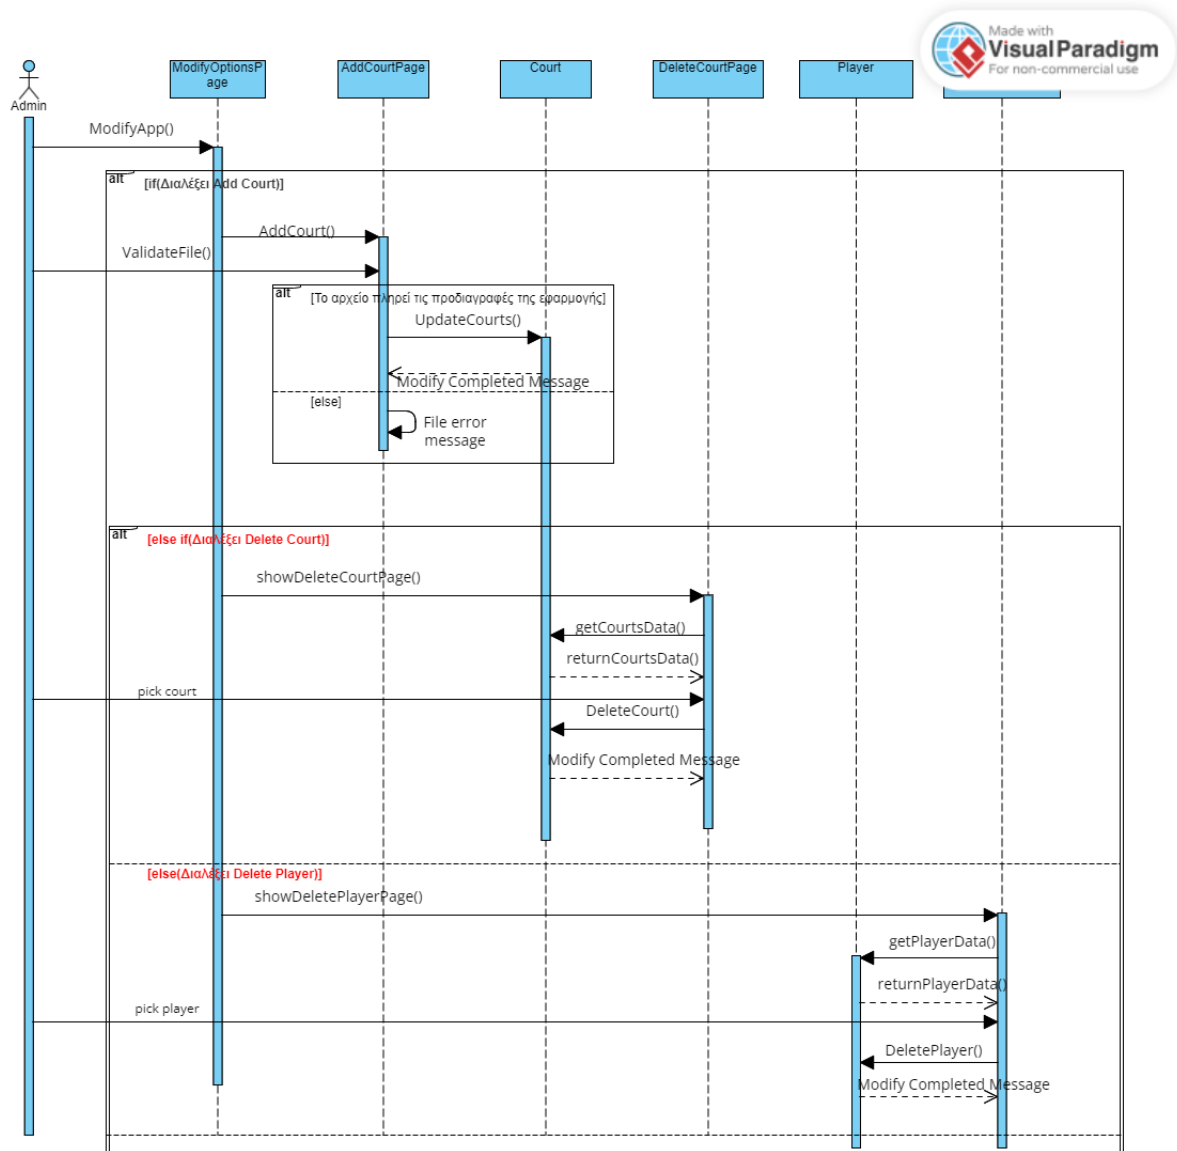 Made with
Visual Paradigm
For non-commercial use
Admin
ModifyOptionsP
age
AddCourtPage
Court
DeleteCourtPage
Player
ModifyApp()
alt
[if(Διαλέξει Add Court)]
AddCourt()
ValidateFile()
alt
[Το αρχείο πληρεί τις προδιαγραφές της εφαρμογής]
UpdateCourts()
Modify Completed Message
[else]
File error
message
alt
[else if(Διαλέξει Delete Court)]
showDeleteCourtPage()
getCourtsData()
returnCourtsData()
pick court
DeleteCourt()
Modify Completed Message
[else(Διαλέξει Delete Player)]
showDeletePlayerPage()
getPlayerData()
returnPlayerData()
pick player
DeletePlayer()
Modify Completed Message